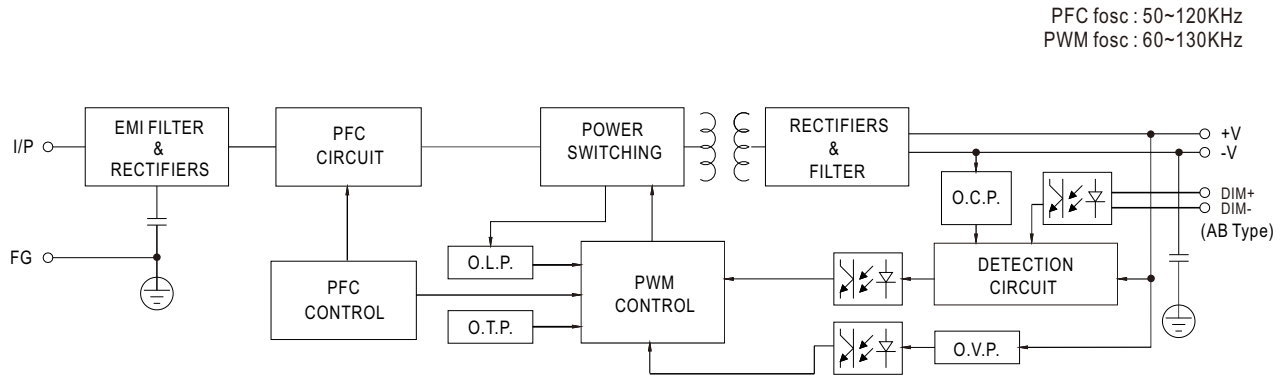 PFC fosc : 50~120KHz
PWM fosc : 60~130KHz
I/P
EMI FILTER
&
RECTIFIERS
PFC
CIRCUIT
POWER
SWITCHING
RECTIFIERS
&
FILTER
+V
-V
O.C.P.
DIM+
DIM-
(AB Type)
FG
O.L.P.
PFC
CONTROL
PWM
CONTROL
DETECTION
CIRCUIT
O.T.P.
O.V.P.